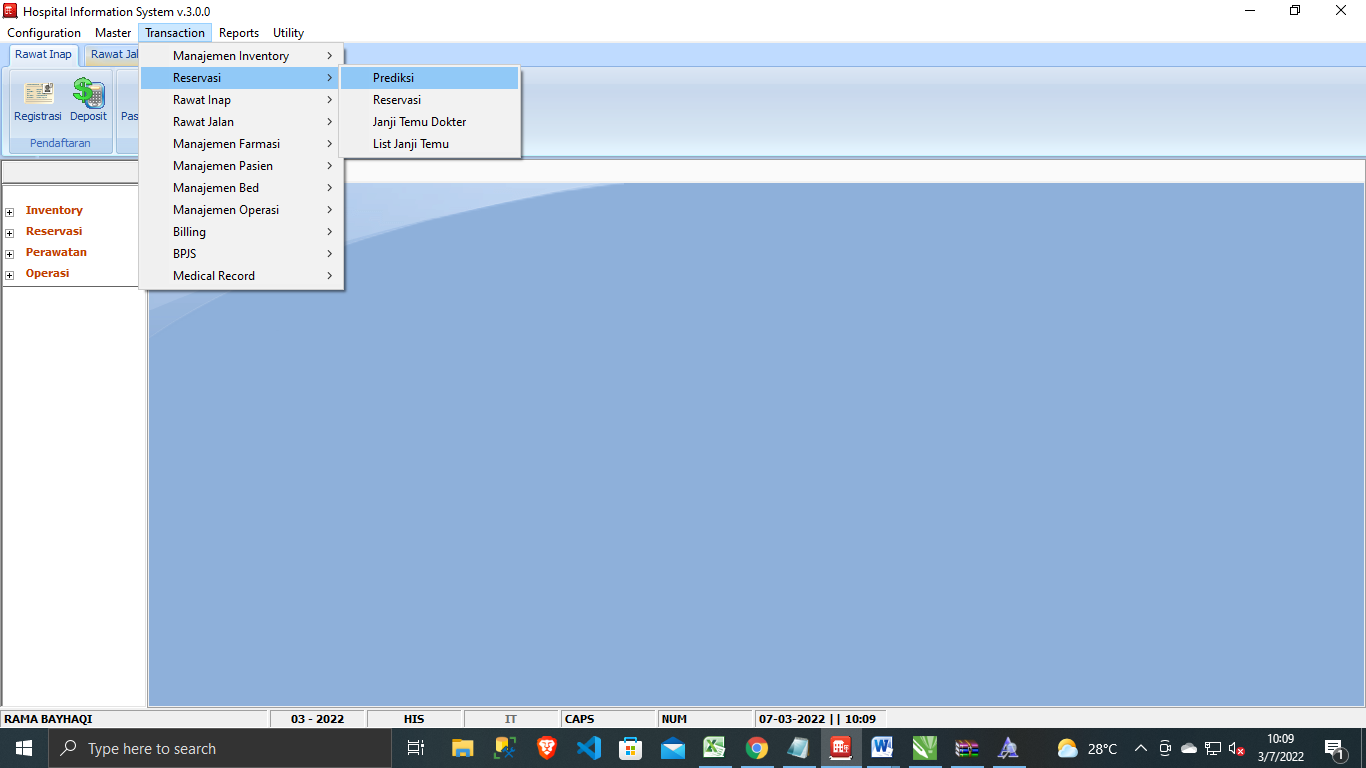 Hospital Information System v.3.0.0
Configuration Master Transaction Reports Utility
Rawat Inap Rawat Jal
Registrasi Deposit Pas
Pendaftaran
Manajemen Inventory
Reservasi
Rawat Inap
Rawat Jalan
Manajemen Farmasi
Manajemen Pasien
Manajemen Bed
Manajemen Operasi
Billing
BPJS
Medical Record
Prediksi
Reservasi
Janji Temu Dokter
List Janji Temu
Inventory
Reservasi
Perawatan
Operasi
RAMA BAYHAQI 03 - 2022 HIS IT CAPS NUM 07-03-2022 || 10:09
Type here to search
28°C
10:09
3/7/2022
1